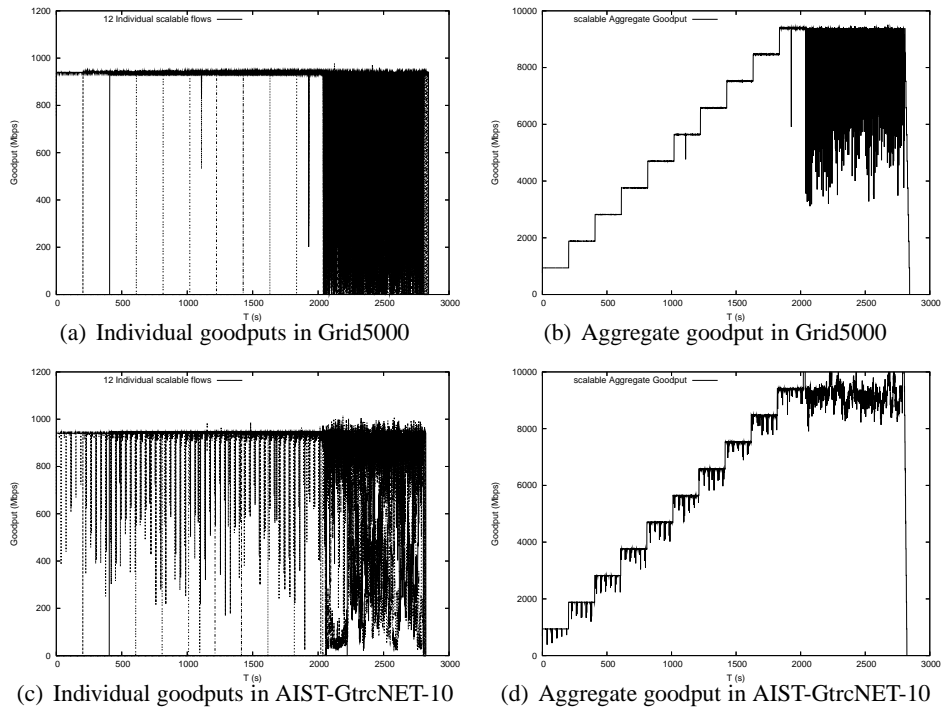 12 Individual scalable flows
1200
1000
800
600
400
200
0
Goodput (Mbps)
0 500 1000 1500 2000 2500 3000
T (s)
(a) Individual goodputs in Grid5000
scalable Aggregate Goodput
10000
8000
6000
4000
2000
0
Goodput (Mbps)
0 500 1000 1500 2000 2500 3000
T (s)
(b) Aggregate goodput in Grid5000
12 Individual scalable flows
1200
1000
800
600
400
200
0
Goodput (Mbps)
0 500 1000 1500 2000 2500 3000
T (s)
(c) Individual goodputs in AIST-GtrcNET-10
scalable Aggregate Goodput
10000
8000
6000
4000
2000
0
Goodput (Mbps)
0 500 1000 1500 2000 2500 3000
T (s)
(d) Aggregate goodput in AIST-GtrcNET-10